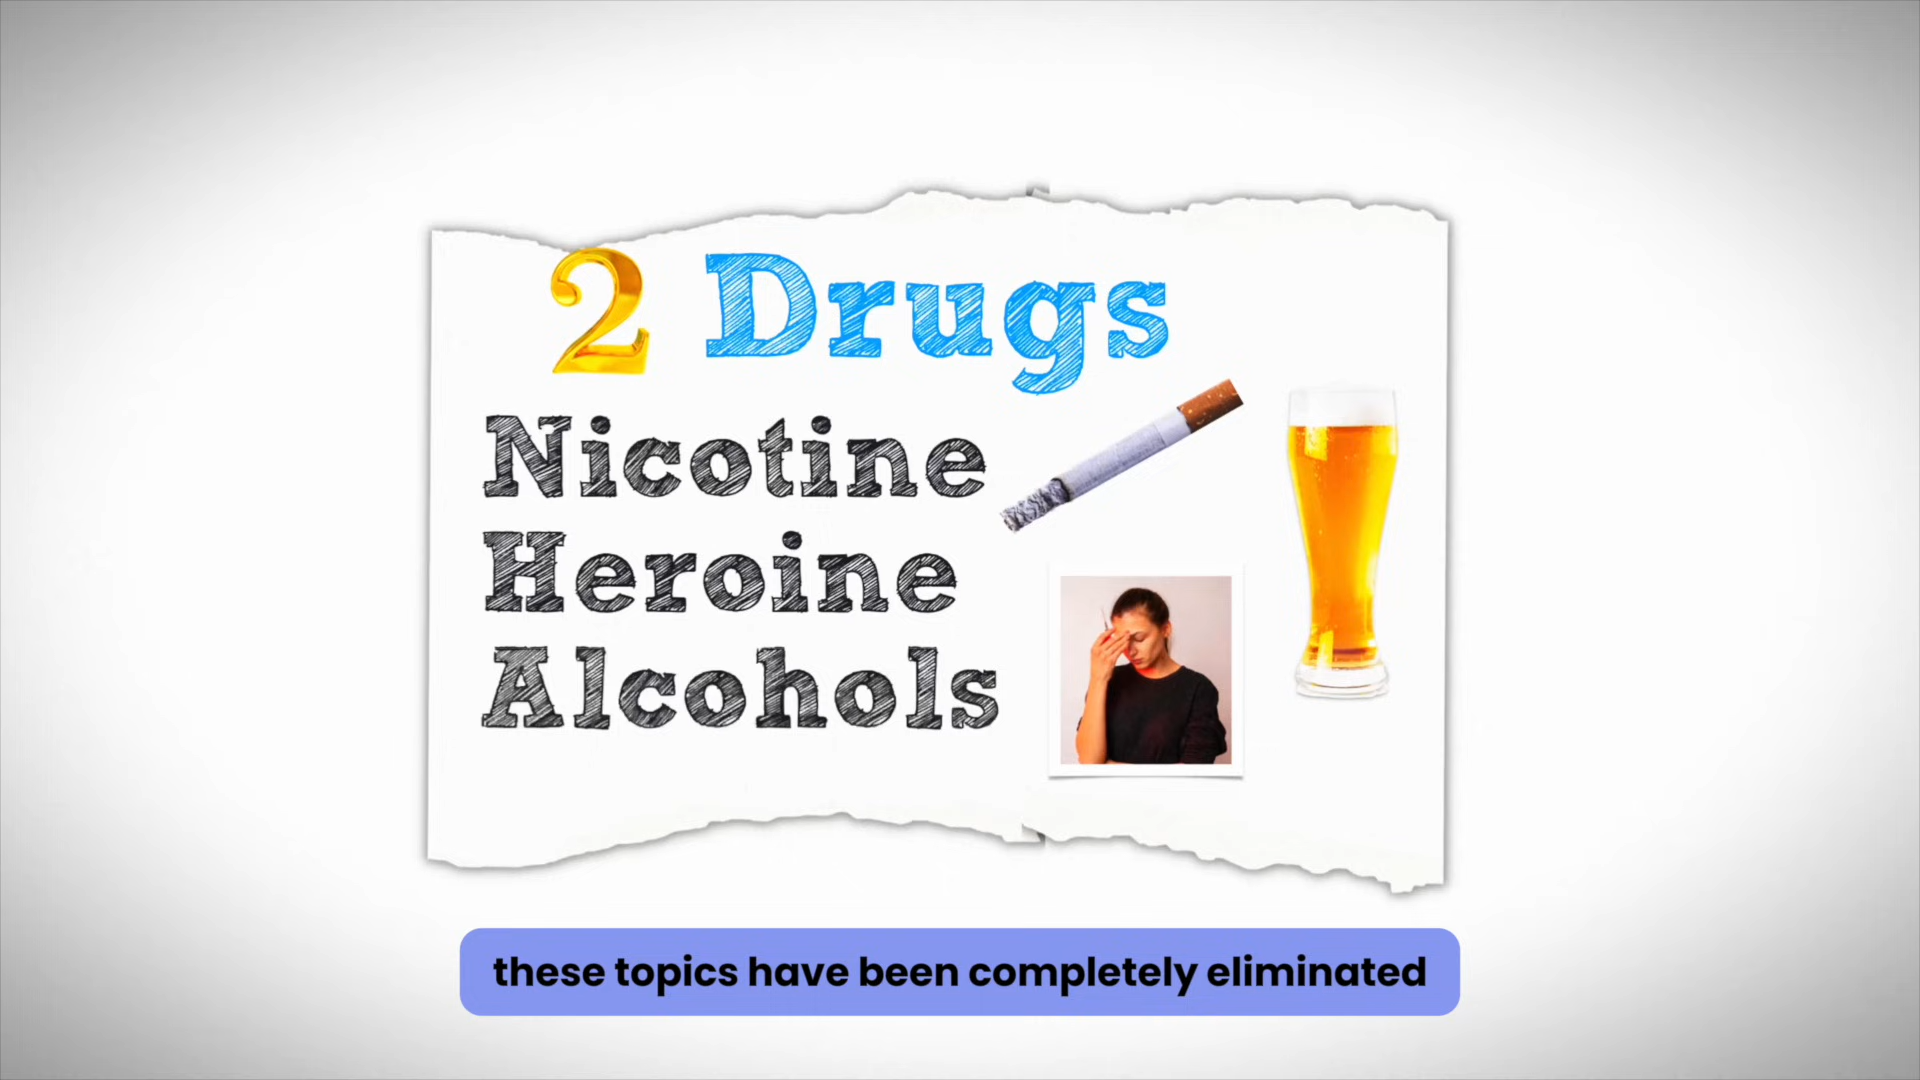 2 Drugs
Nicotine
Heroine
Alcohols
these topics have been completely eliminated